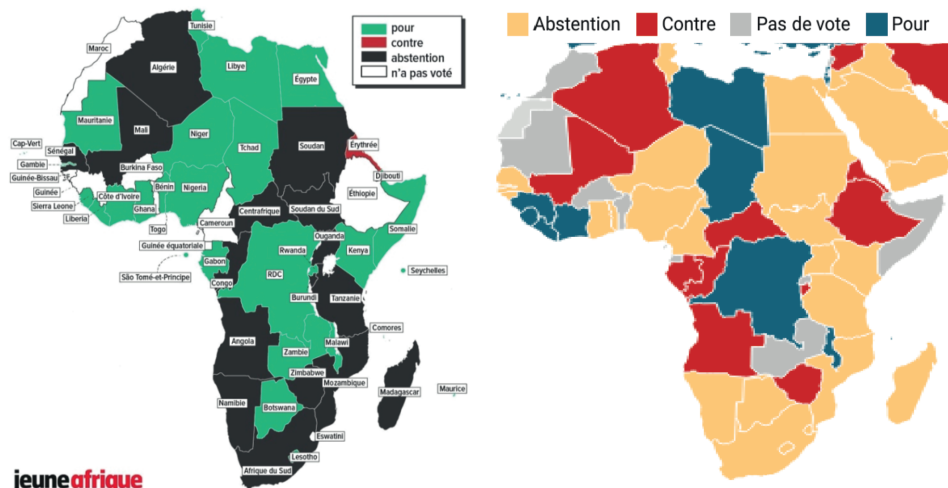 pour
contre
abstention
n'a pas voté
Tunisie
Maroc
Algérie
Libye
Égypte
Mauritanie
Mali
Niger
Tchad
Soudan
Érythrée
Cap-Vert
Sénégal
Gambie
Guinée-Bissau
Guinée
Sierra Leone
Liberia
Burkina Faso
Côte d'Ivoire
Ghana
Togo
Bénin
Nigeria
Djibouti
Éthiopie
Centrafrique
Soudan du Sud
Cameroun
Somalie
Guinée équatoriale
Ouganda
Kenya
Rwanda
Gabon
RDC
São Tomé-et-Principe
Seychelles
Congo
Burundi
Tanzanie
Comores
Angola
Malawi
Zambie
Zimbabwe
Mozambique
Madagascar
Maurice
Namibie
Botswana
Eswatini
Lesotho
Afrique du Sud
jeuneafrique
Abstention
Contre
Pas de vote
Pour